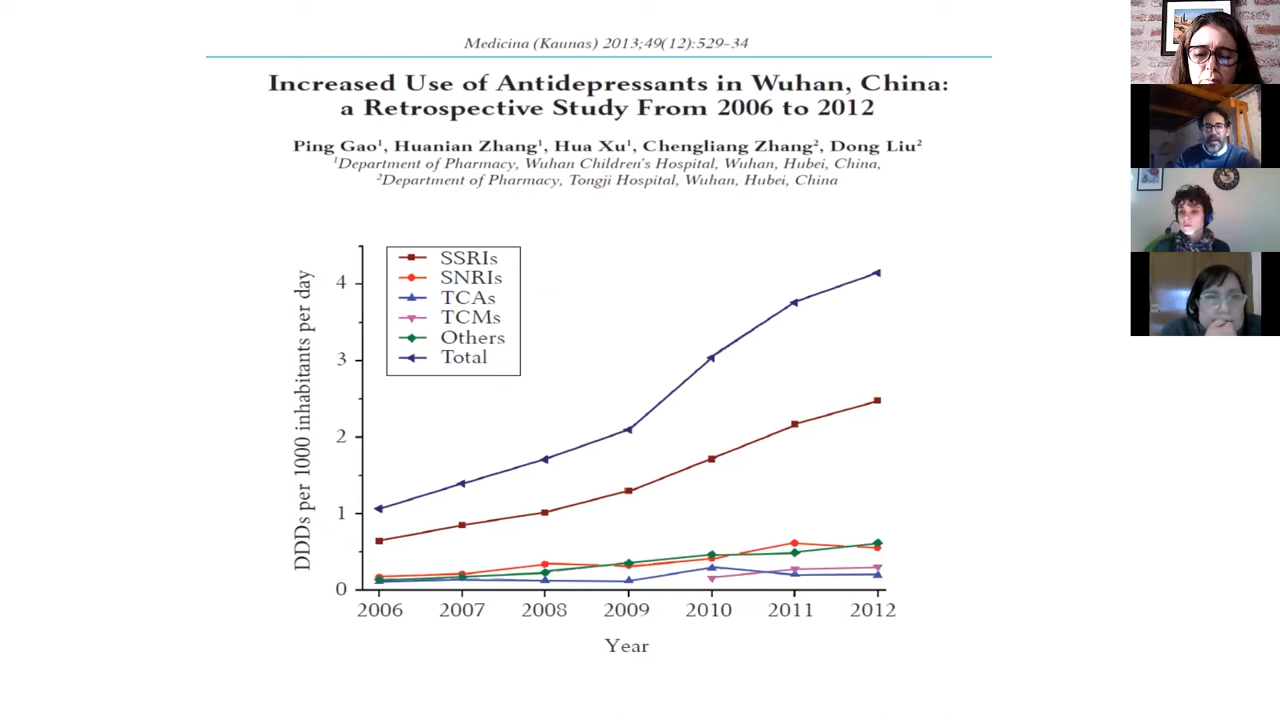 Medicina (Kaunas) 2013;49(12):529–34
Increased Use of Antidepressants in Wuhan, China:
a Retrospective Study From 2006 to 2012
Ping Gao¹, Huanian Zhang¹, Hua Xu¹, Chengliang Zhang², Dong Liu²
¹Department of Pharmacy, Wuhan Children's Hospital, Wuhan, Hubei, China,
²Department of Pharmacy, Tongji Hospital, Wuhan, Hubei, China
DDDs per 1000 inhabitants per day
4
3
2
1
0
SSRIs
SNRIs
TCAs
TCMs
Others
Total
2006 2007 2008 2009 2010 2011 2012
Year